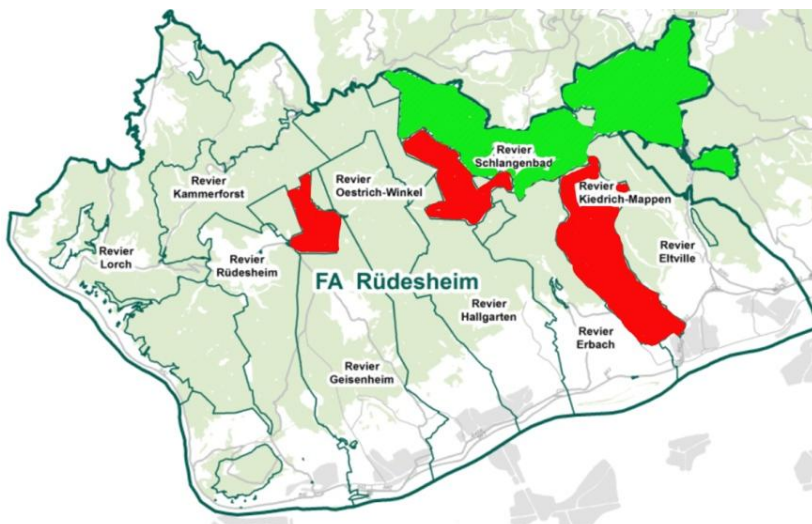 Revier
Schlangenbad
Revier
Kammerforst
Revier
Oestrich-Winkel
Revier
Kiedrich-Mappen
Revier
Lorch
Revier
Rüdesheim
Revier
Eltville
FA Rüdesheim
Revier
Hallgarten
Revier
Erbach
Revier
Geisenheim